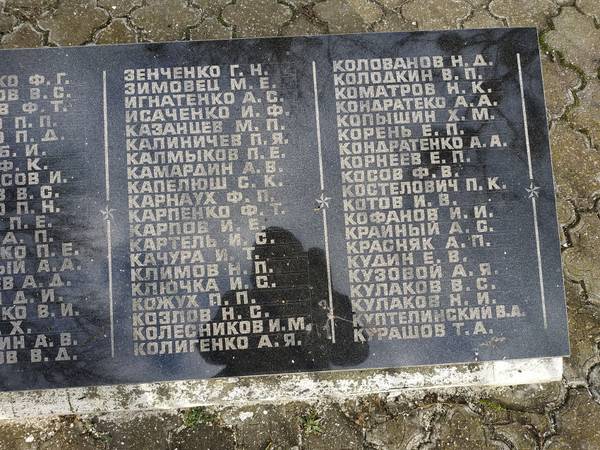 Ф. Г.
В. С.
Ф. Т.
П. П.
П. Д.
И.
Ф. К.
И.
В. Н.
П. Н.
Ф.
А. П.
П. Е.
А. А.
И.
В. И.
Х.
А. В.
В. Д.
ЗЕНЧЕНКО Г. Н.
ЗИМОВЕЦ М. Е.
ИГНАТЕНКО А. С.
ИСАЧЕНКО И. Ф.
КАЗАНЦЕВ М. П.
КАЛИНИЧЕВ П. Я.
КАЛМЫКОВ П. Е.
КАМАРДИН А. В.
КАПЕЛЮШ С. К.
КАРНАУХ Ф. П.
КАРПЕНКО Ф. Т.
КАРПОВ И. Е.
КАРТЕЛЬ И. С.
КАЧУРА И. Т.
КЛИМОВ Н. П.
КЛЮЧКА И. С.
КОЖУХ П. П.
КОЗЛОВ Н. С.
КОЛЕСНИКОВ И. М.
КОЛИГЕНКО А. Я.
КОЛОВАНОВ Н. Д.
КОЛОДКИН В. П.
КОМАТРОВ Н. К.
КОНДРАТЕКО А. А.
КОПЫШИН Х. М.
КОРЕНЬ Е. П.
КОНДРАТЕНКО А. А.
КОРНЕЕВ Е. П.
КОСОВ Ф. В.
КОСТЕЛОВИЧ П. К.
КОТОВ И. В.
КОФАНОВ И. И.
КРАЙНЫЙ А. С.
КРАСНЯК А. П.
КУДИН Е. В.
КУЗОВОЙ А. Я.
КУЛАКОВ В. С.
КУЛАКОВ Н. И.
КУПТЕЛИНСКИЙ В. А.
КУРАШОВ Т. А.